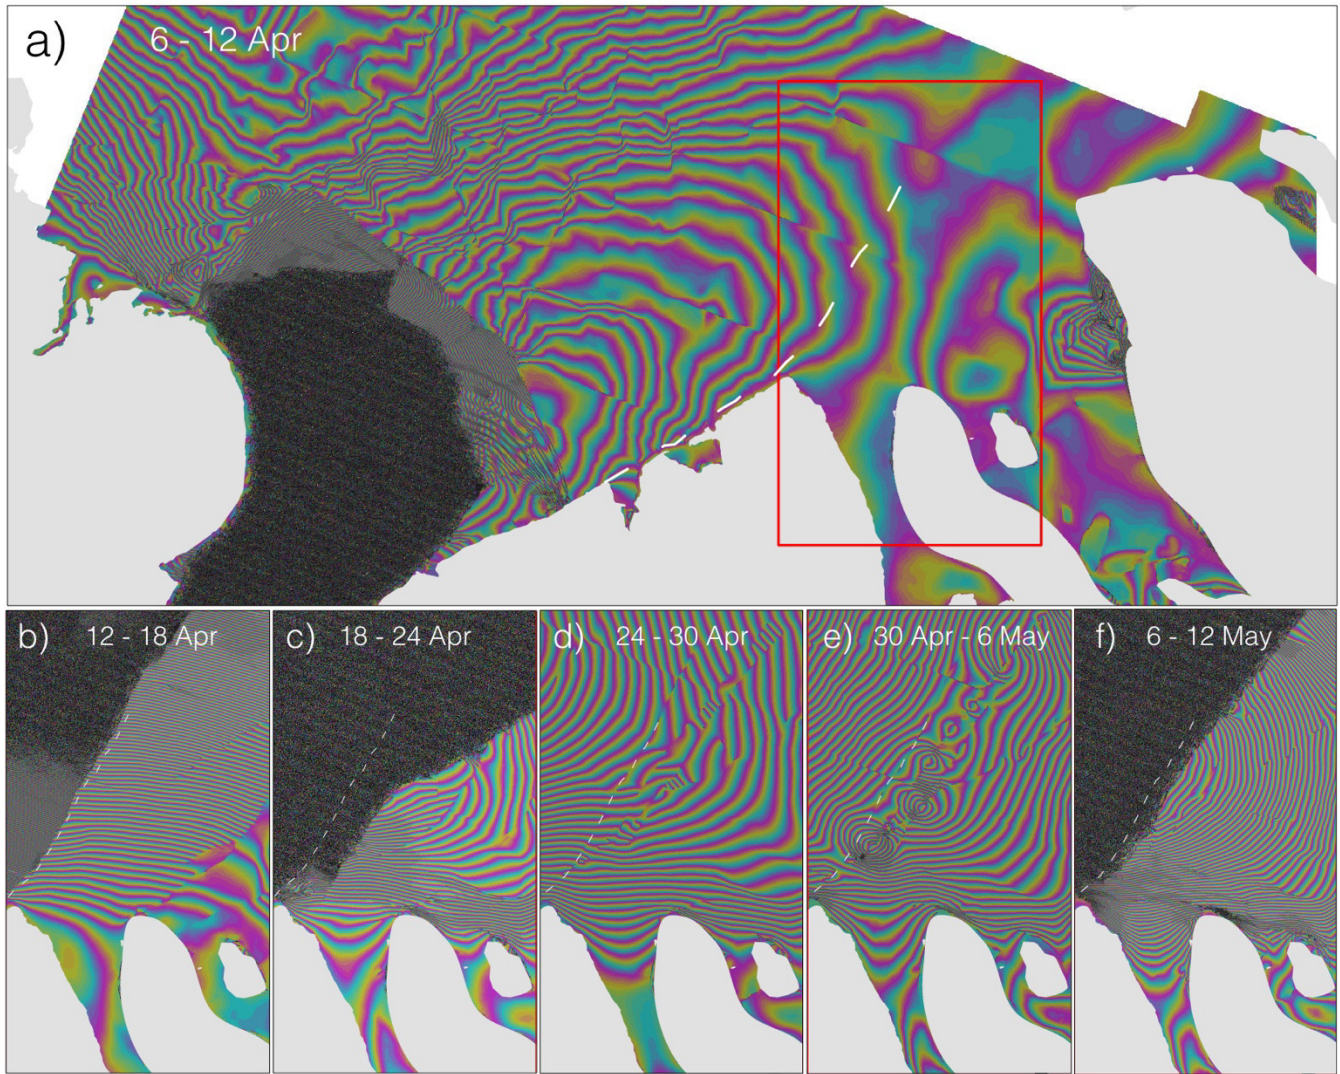 a) 6 - 12 Apr
b) 12 - 18 Apr
c) 18 - 24 Apr
d) 24 - 30 Apr
e) 30 Apr - 6 May
f) 6 - 12 May